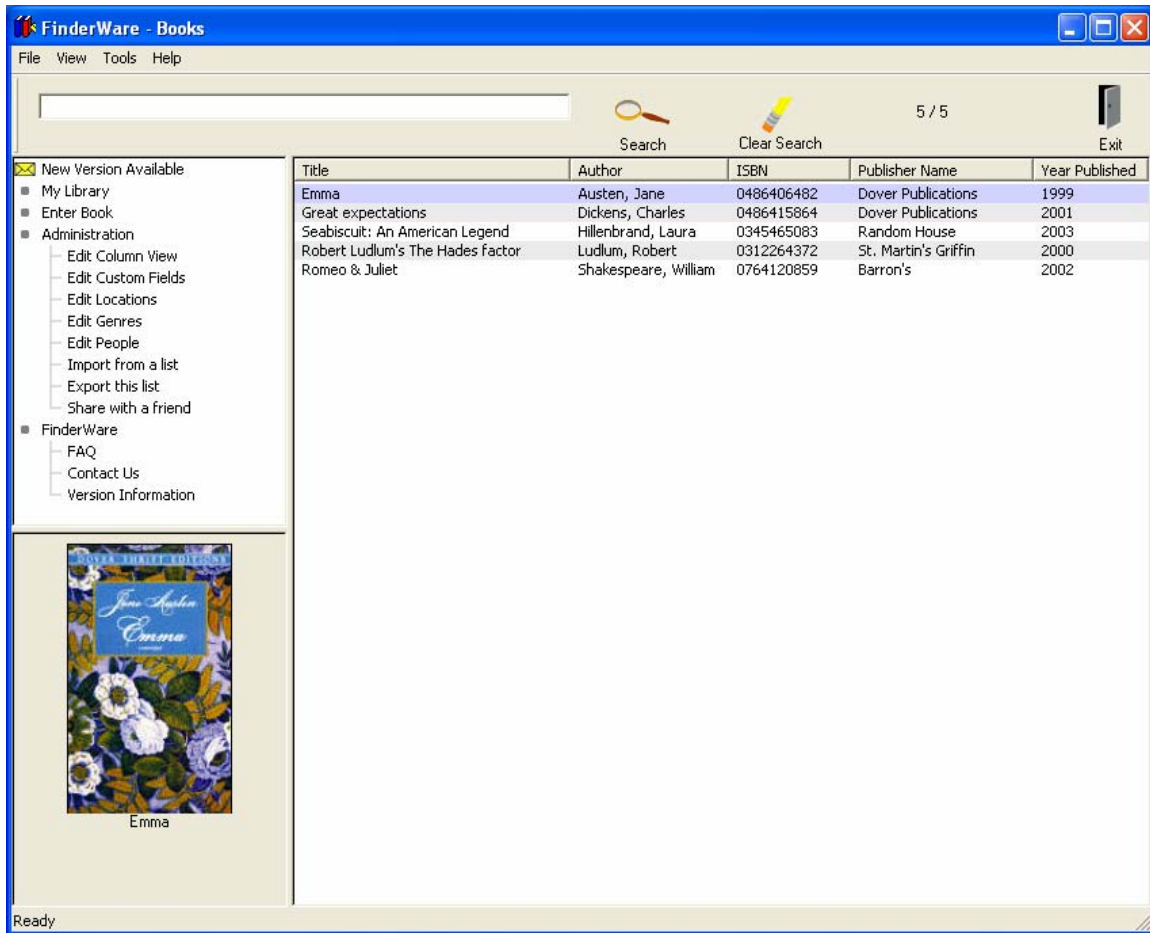 FinderWare - Books
File View Tools Help
Search Clear Search 5 / 5 Exit
New Version Available
My Library
Enter Book
Administration
Edit Column View
Edit Custom Fields
Edit Locations
Edit Genres
Edit People
Import from a list
Export this list
Share with a friend
FinderWare
FAQ
Contact Us
Version Information
Title Author ISBN Publisher Name Year Published
Emma Austen, Jane 0486406482 Dover Publications 1999
Great expectations Dickens, Charles 0486415864 Dover Publications 2001
Seabiscuit: An American Legend Hillenbrand, Laura 0345465083 Random House 2003
Robert Ludlum's The Hades factor Ludlum, Robert 0312264372 St. Martin's Griffin 2000
Romeo & Juliet Shakespeare, William 0764120859 Barron's 2002
DOVER THRIFT EDITIONS
Jane Austen
Emma
Emma
Ready